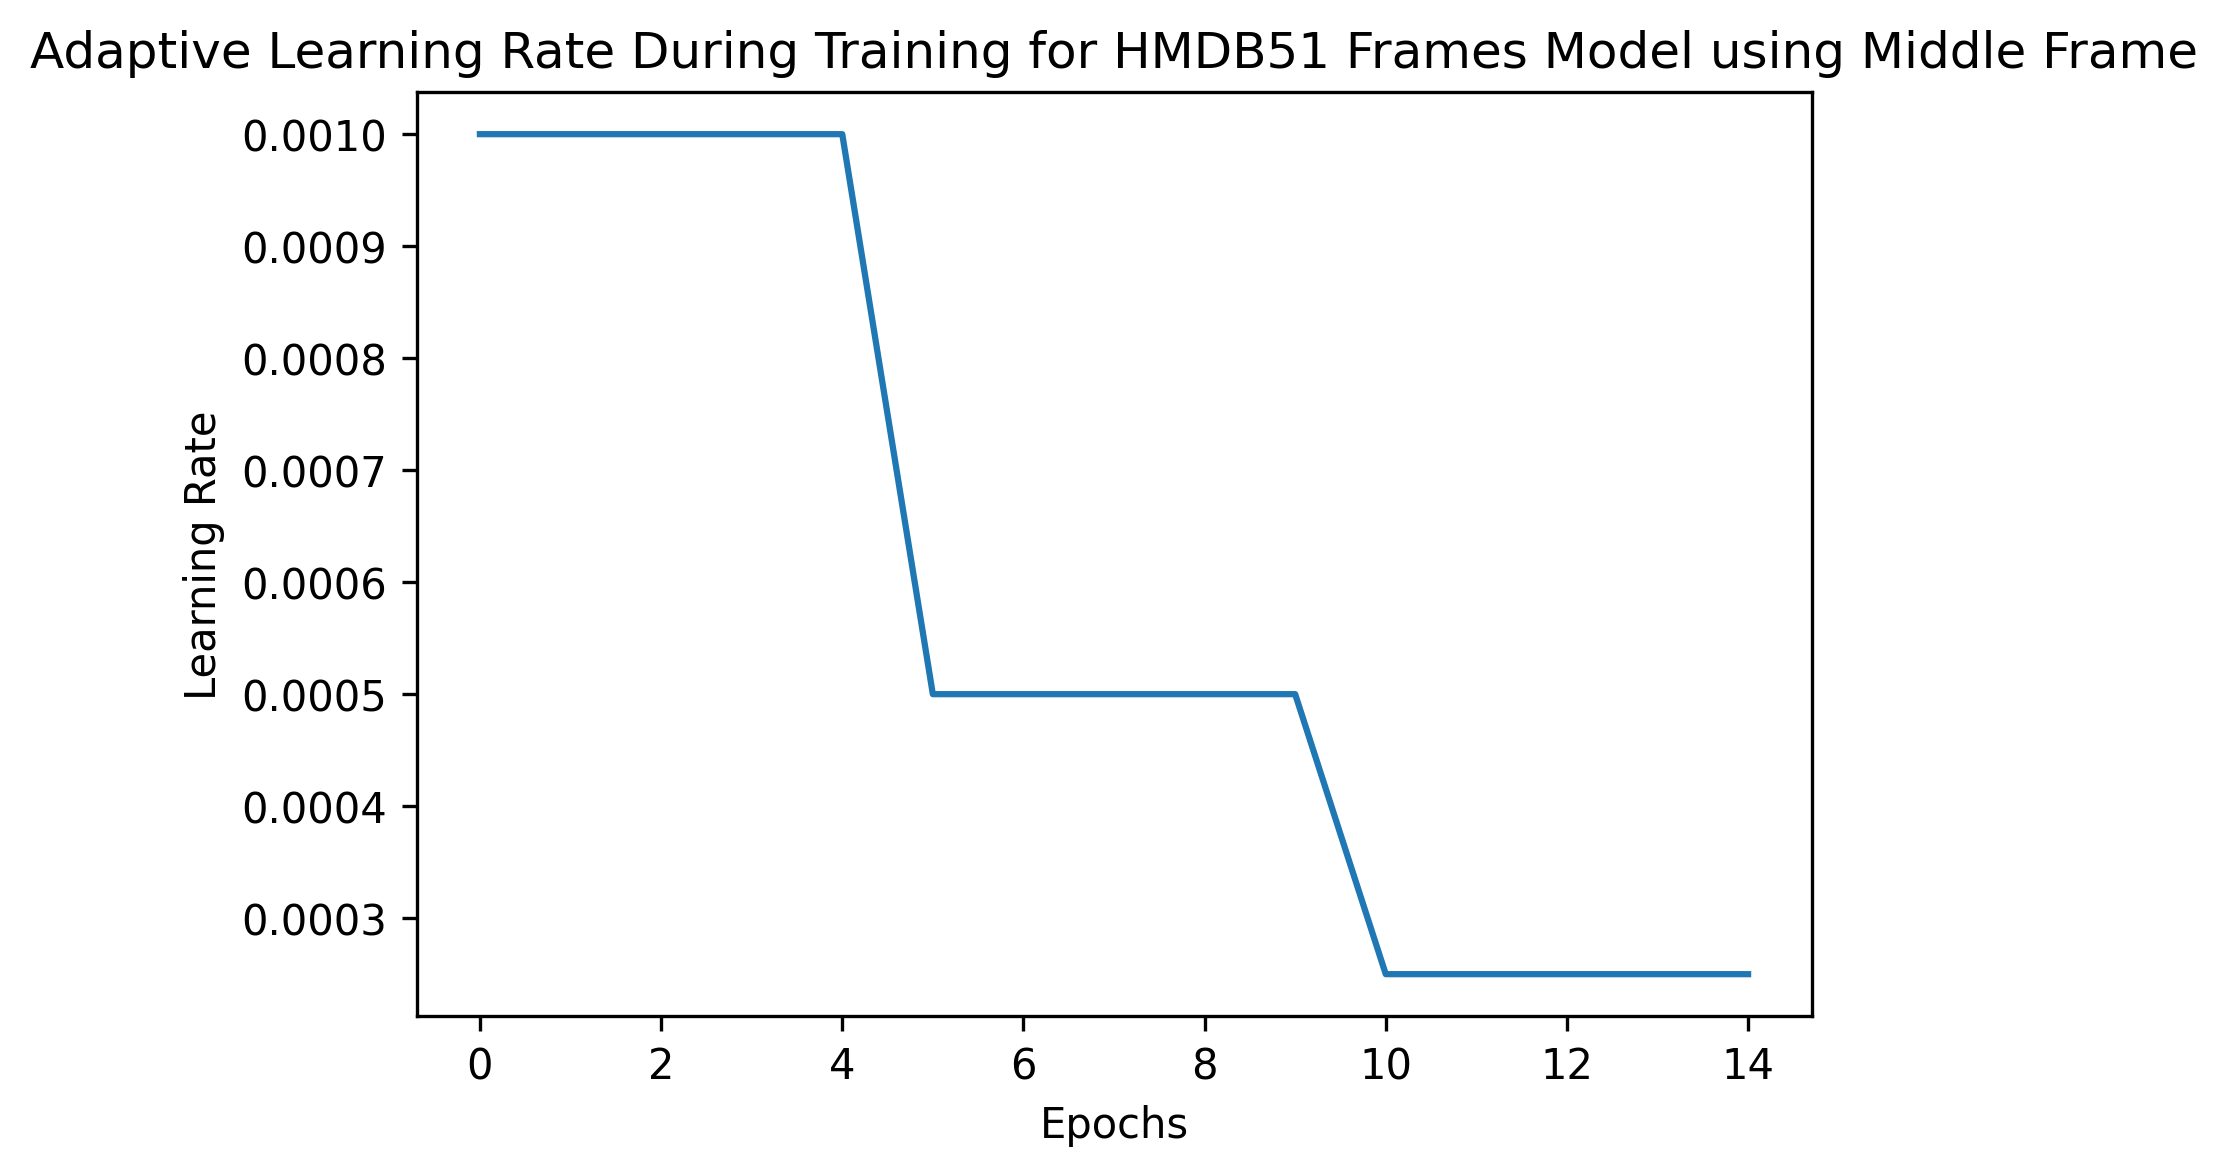 Adaptive Learning Rate During Training for HMDB51 Frames Model using Middle Frame
0.0010
0.0009
0.0008
0.0007
0.0006
0.0005
0.0004
0.0003
Learning Rate
0 2 4 6 8 10 12 14
Epochs